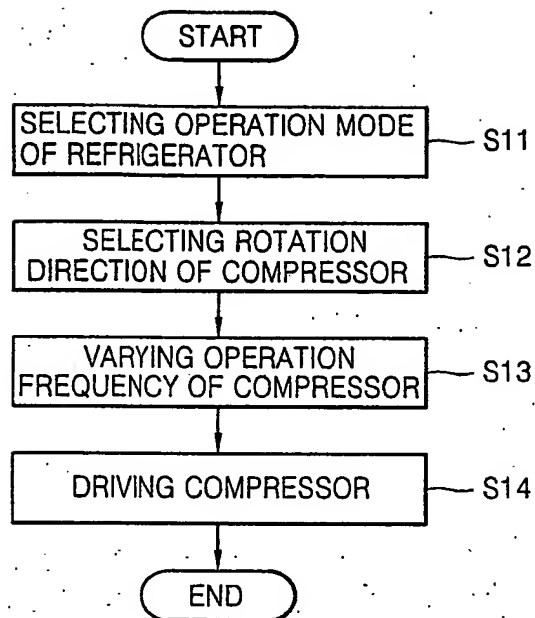 START
SELECTING OPERATION MODE
OF REFRIGERATOR
S11
SELECTING ROTATION
DIRECTION OF COMPRESSOR
S12
VARYING OPERATION
FREQUENCY OF COMPRESSOR
S13
DRIVING COMPRESSOR
S14
END